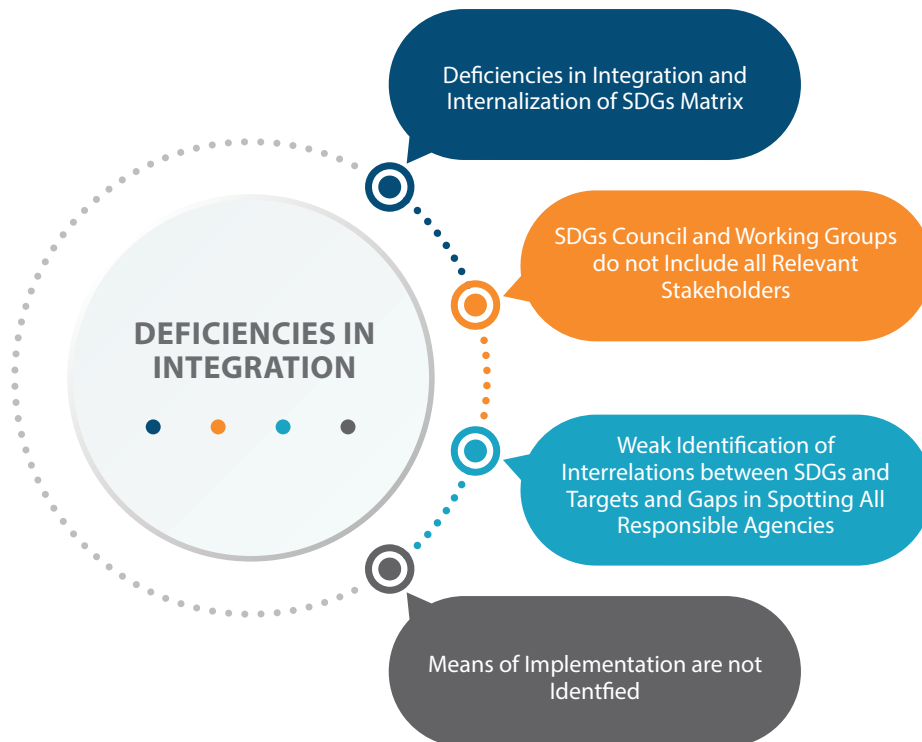 Deficiencies in Integration and
Internalization of SDGs Matrix
SDGs Council and Working Groups
do not Include all Relevant
Stakeholders
DEFICIENCIES IN
INTEGRATION
Weak Identification of
Interrelations between SDGs and
Targets and Gaps in Spotting All
Responsible Agencies
Means of Implementation are not
Identfied